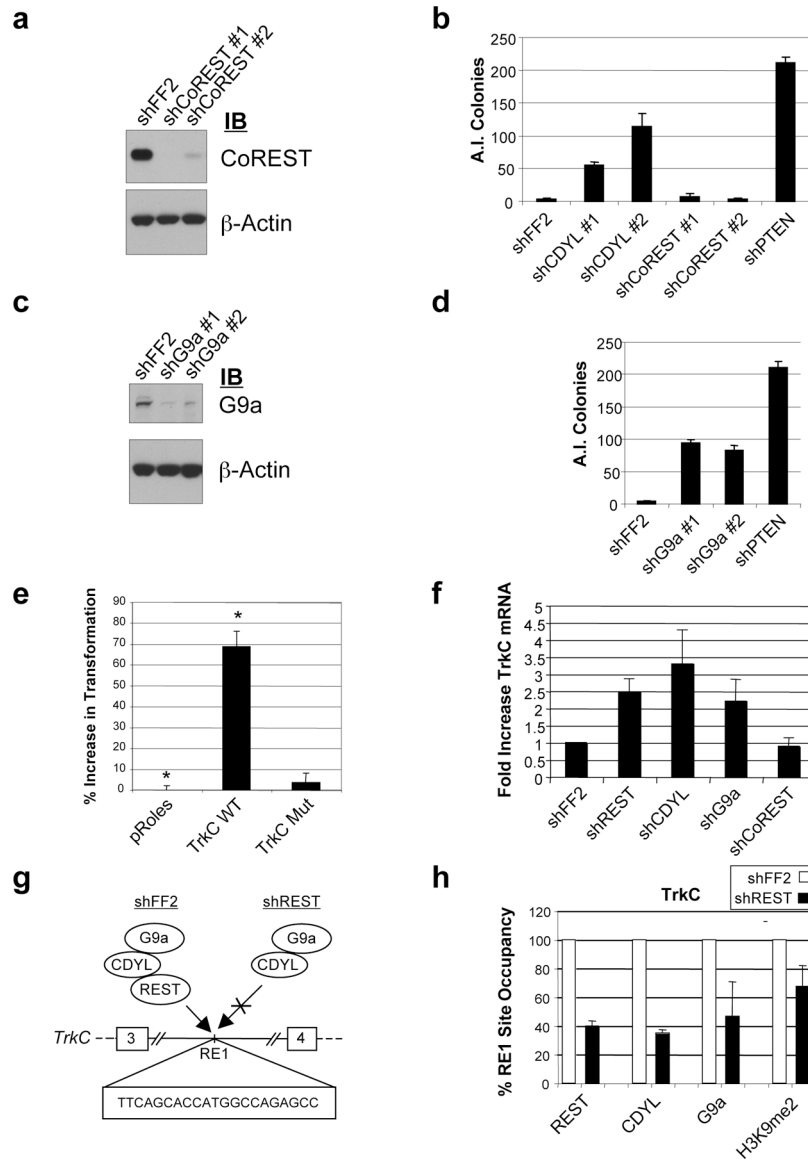 a
shFF2
shCoREST #1
shCoREST #2
IB
CoREST
β-Actin
b
A.I. Colonies
250
200
150
100
50
0
shFF2
shCDYL #1
shCDYL #2
shCoREST #1
shCoREST #2
shPTEN
c
shFF2
shG9a #1
shG9a #2
IB
G9a
β-Actin
d
A.I. Colonies
250
200
150
100
50
0
shFF2
shG9a #1
shG9a #2
shPTEN
e
% Increase in Transformation
90
80
70
60
50
40
30
20
10
0
*
*
pRoles
TrkC WT
TrkC Mut
f
Fold Increase TrkC mRNA
5
4.5
4
3.5
3
2.5
2
1.5
1
0.5
0
shFF2
shREST
shCDYL
shG9a
shCoREST
g
shFF2
shREST
G9a
G9a
CDYL
CDYL
REST
TrkC
3
4
RE1
TTCAGCACCATGGCCAGAGCC
h
TrkC
shFF2
shREST
% RE1 Site Occupancy
120
100
80
60
40
20
0
REST
CDYL
G9a
H3K9me2